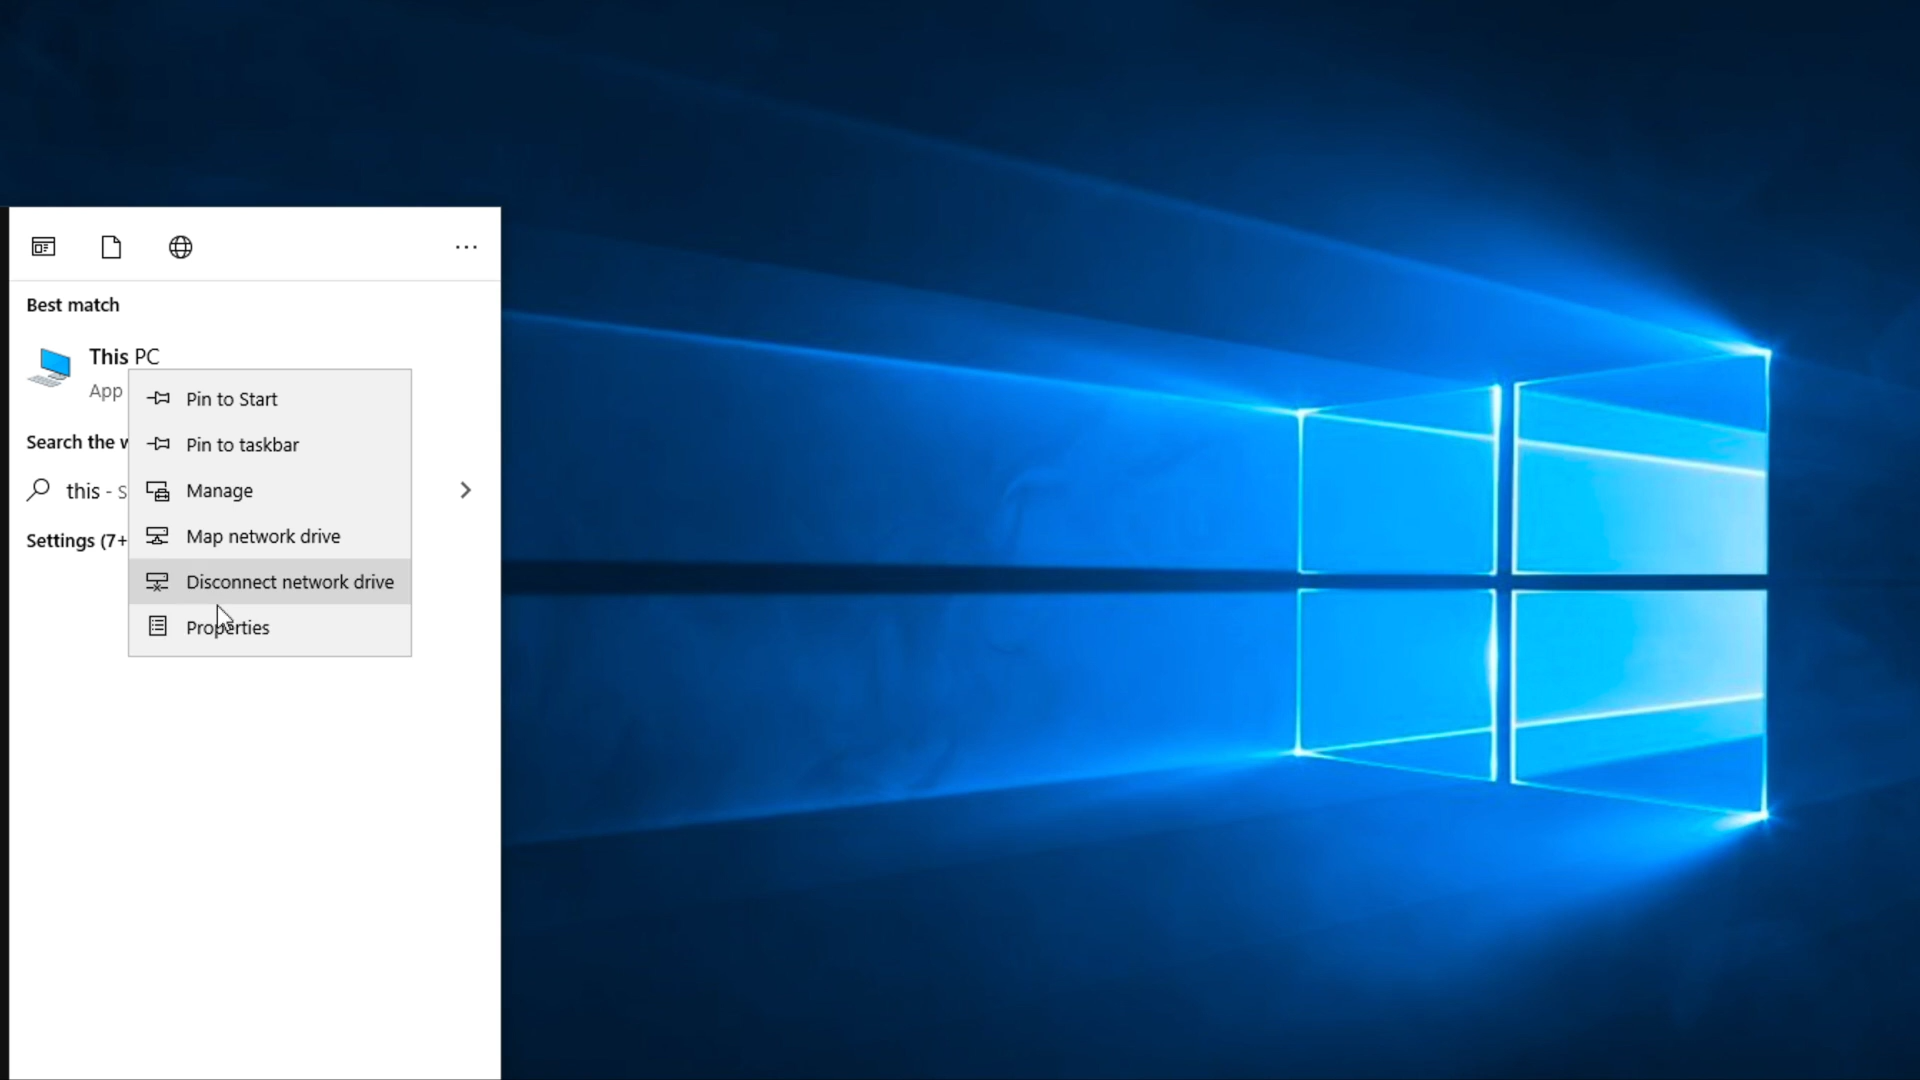 Best match
This PC
App
Pin to Start
Pin to taskbar
Search the w
Manage
this - S
Map network drive
Settings (7+
Disconnect network drive
Properties